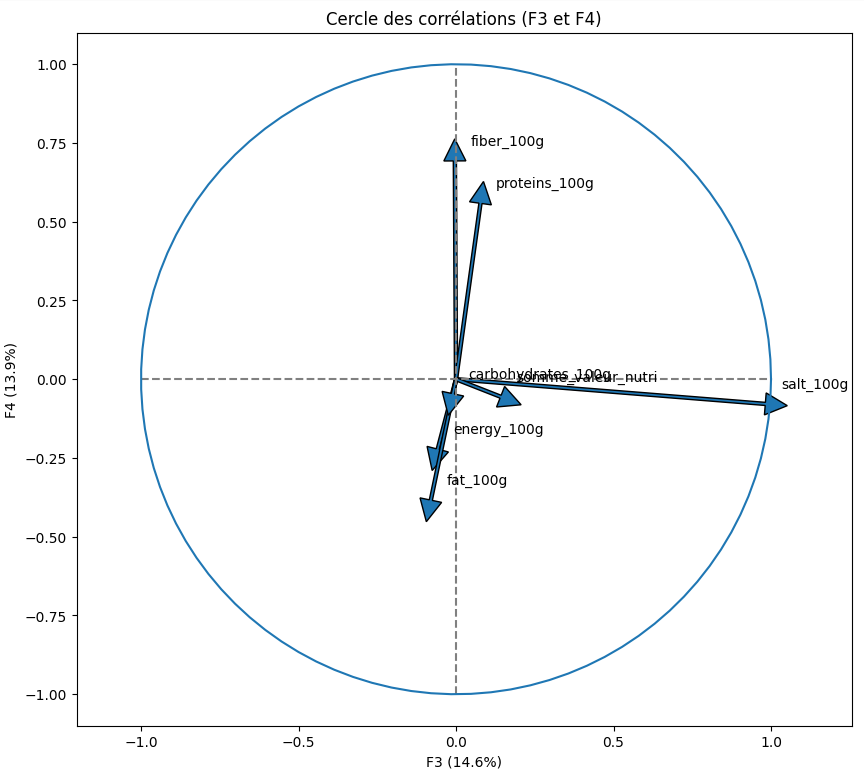 Cercle des corrélations (F3 et F4)
1.00
0.75
0.50
0.25
0.00
−0.25
−0.50
−0.75
−1.00
F4 (13.9%)
fiber_100g
proteins_100g
carbohydrates_100g
somme_valeur_nutri
salt_100g
energy_100g
fat_100g
−1.0
−0.5
0.0
0.5
1.0
F3 (14.6%)